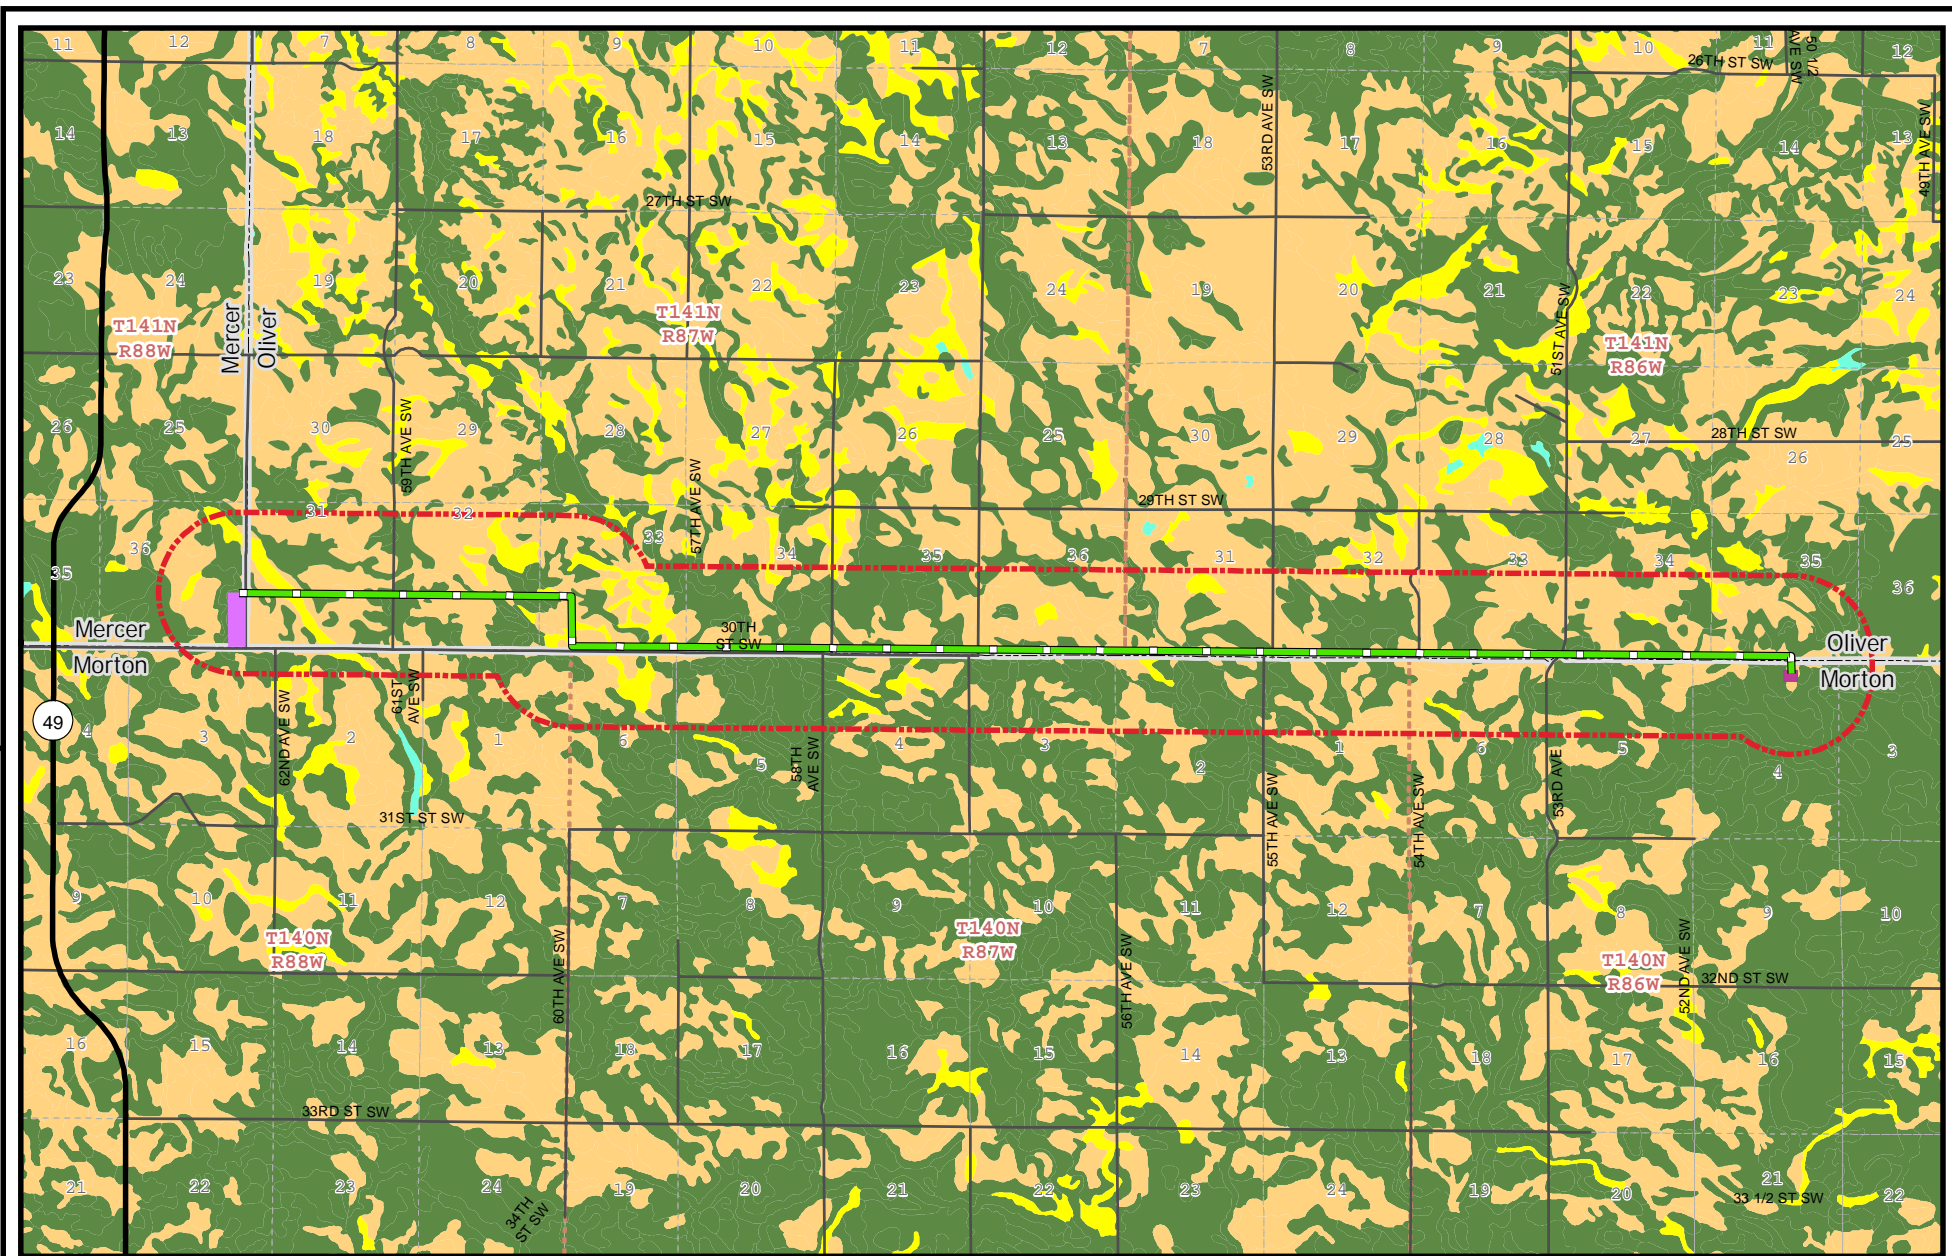 11
12
7
8
9
10
11
12
7
8
9
10
11
12
26TH ST SW
50 1/2
AVE SW
14
13
18
17
16
15
14
13
18
17
16
15
14
13
53RD AVE SW
49TH AVE SW
27TH ST SW
23
24
19
20
21
22
23
24
19
20
21
22
23
24
T141N
R88W
Mercer
Oliver
T141N
R87W
51ST AVE SW
T141N
R86W
26
25
30
29
28
27
26
25
30
29
28
27
28TH ST SW
26
25
59TH AVE SW
57TH AVE SW
29TH ST SW
36
35
31
32
33
34
35
36
31
32
33
34
35
36
Mercer
Morton
30TH
ST SW
Oliver
Morton
49
4
3
2
1
6
5
4
3
2
1
6
5
4
3
62ND AVE SW
61ST
AVE SW
58TH
AVE SW
55TH AVE SW
54TH AVE SW
53RD AVE
31ST ST SW
9
10
11
12
7
8
9
10
11
12
7
8
9
10
T140N
R88W
T140N
R87W
T140N
R86W
60TH AVE SW
56TH AVE SW
52ND AVE SW
32ND ST SW
16
15
14
13
18
17
16
15
14
13
18
17
16
15
33RD ST SW
21
22
23
24
19
20
21
22
23
24
19
20
21
22
34TH
ST SW
33 1/2 ST SW